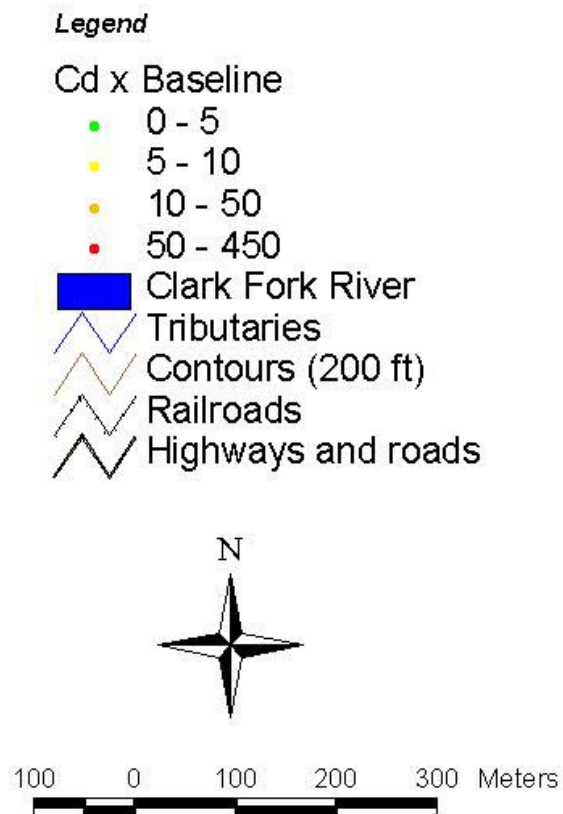 Legend
Cd x Baseline
0 - 5
5 - 10
10 - 50
50 - 450
Clark Fork River
Tributaries
Contours (200 ft)
Railroads
Highways and roads
N
100 0 100 200 300 Meters